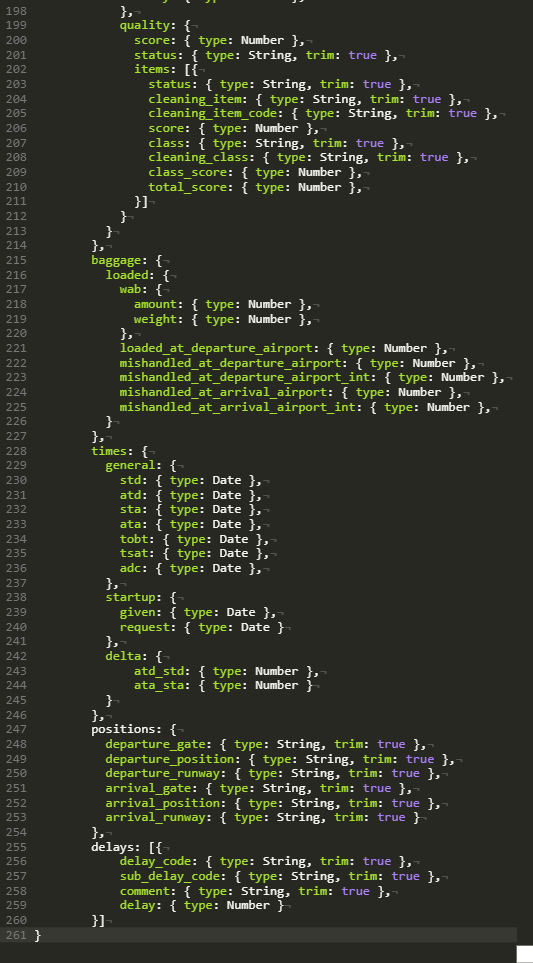 198 },¬
199 quality: {¬
200 score: { type: Number },¬
201 status: { type: String, trim: true },¬
202 items: [{¬
203 status: { type: String, trim: true },¬
204 cleaning_item: { type: String, trim: true },¬
205 cleaning_item_code: { type: String, trim: true },¬
206 score: { type: Number },¬
207 class: { type: String, trim: true },¬
208 cleaning_class: { type: String, trim: true },¬
209 class_score: { type: Number },¬
210 total_score: { type: Number },¬
211 }]¬
212 }¬
213 }¬
214 },¬
215 baggage: {¬
216 loaded: {¬
217 wab: {¬
218 amount: { type: Number },¬
219 weight: { type: Number },¬
220 },¬
221 loaded_at_departure_airport: { type: Number },¬
222 mishandled_at_departure_airport: { type: Number },¬
223 mishandled_at_departure_airport_int: { type: Number },¬
224 mishandled_at_arrival_airport: { type: Number },¬
225 mishandled_at_arrival_airport_int: { type: Number },¬
226 }¬
227 },¬
228 times: {¬
229 general: {¬
230 std: { type: Date },¬
231 atd: { type: Date },¬
232 sta: { type: Date },¬
233 ata: { type: Date },¬
234 tobt: { type: Date },¬
235 tsat: { type: Date },¬
236 adc: { type: Date },¬
237 },¬
238 startup: {¬
239 given: { type: Date },¬
240 request: { type: Date }¬
241 },¬
242 delta: {¬
243 atd_std: { type: Number },¬
244 ata_sta: { type: Number }¬
245 }¬
246 },¬
247 positions: {¬
248 departure_gate: { type: String, trim: true },¬
249 departure_position: { type: String, trim: true },¬
250 departure_runway: { type: String, trim: true },¬
251 arrival_gate: { type: String, trim: true },¬
252 arrival_position: { type: String, trim: true },¬
253 arrival_runway: { type: String, trim: true }¬
254 },¬
255 delays: [{¬
256 delay_code: { type: String, trim: true },¬
257 sub_delay_code: { type: String, trim: true },¬
258 comment: { type: String, trim: true },¬
259 delay: { type: Number }¬
260 }]¬
261 }